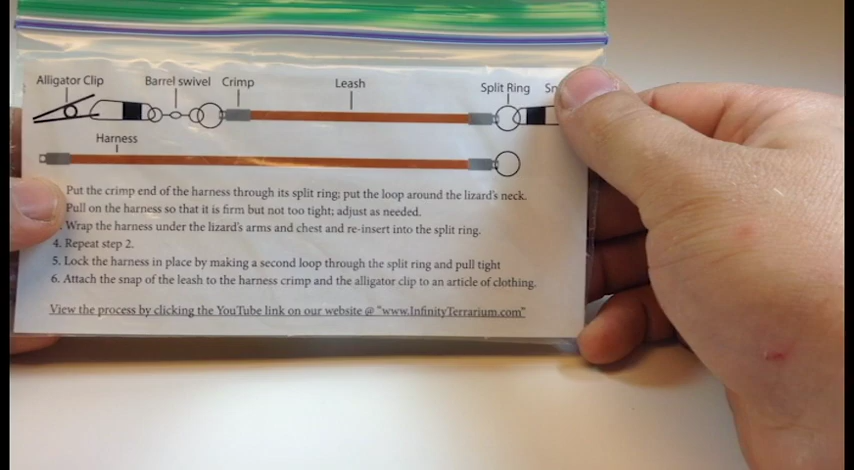 Alligator Clip Barrel swivel Crimp Leash Split Ring
Harness
Put the crimp end of the harness through its split ring; put the loop around the lizard's neck.
Pull on the harness so that it is firm but not too tight; adjust as needed.
. Wrap the harness under the lizard's arms and chest and re-insert into the split ring.
4. Repeat step 2.
5. Lock the harness in place by making a second loop through the split ring and pull tight
6. Attach the snap of the leash to the harness crimp and the alligator clip to an article of clothing.
View the process by clicking the YouTube link on our website @ "www.InfinityTerrarium.com"